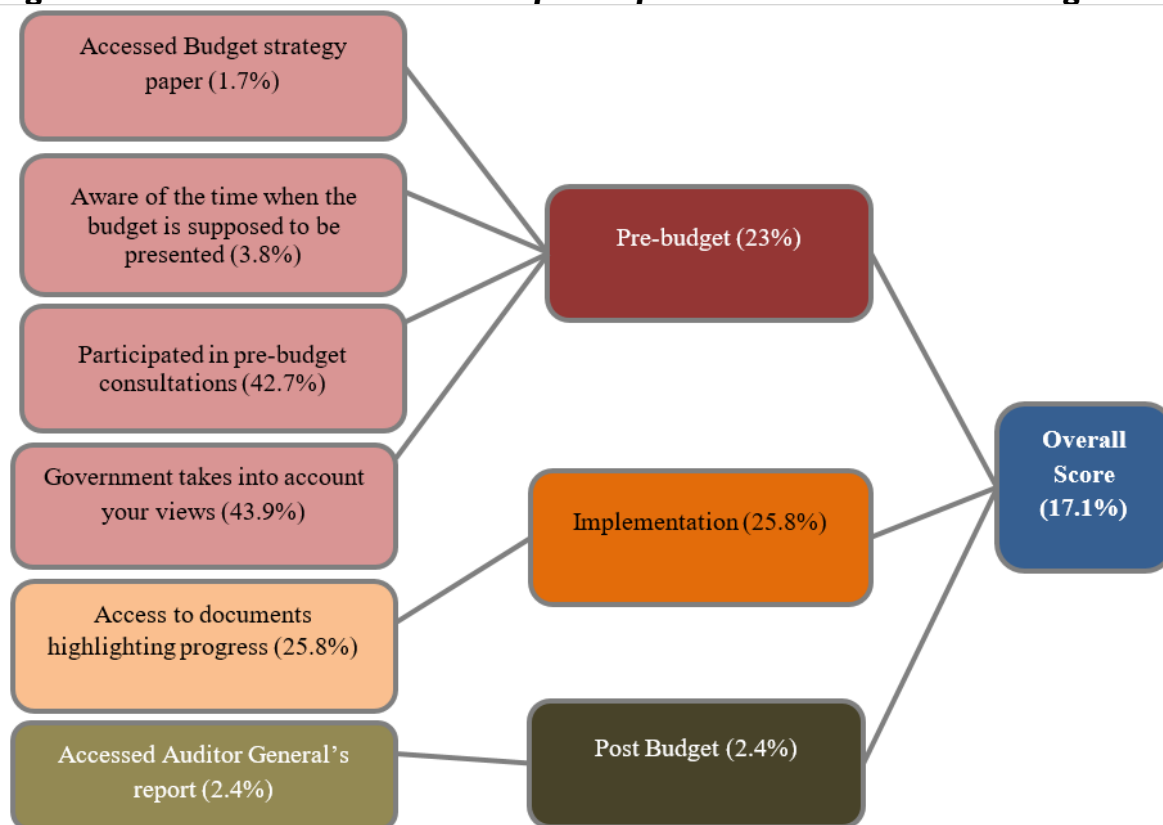 Accessed Budget strategy
paper (1.7%)
Aware of the time when the
budget is supposed to be
presented (3.8%)
Participated in pre-budget
consultations (42.7%)
Government takes into account
your views (43.9%)
Access to documents
highlighting progress (25.8%)
Accessed Auditor General's
report (2.4%)
Pre-budget (23%)
Implementation (25.8%)
Post Budget (2.4%)
Overall
Score
(17.1%)